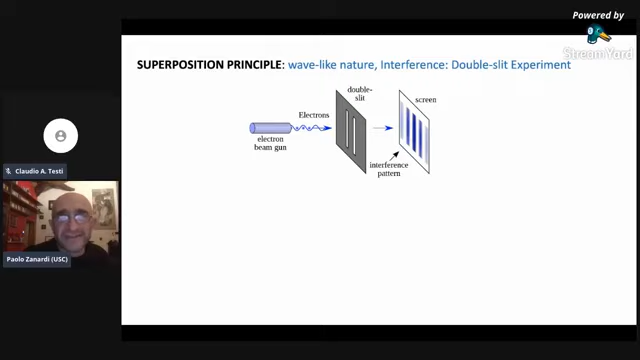 Powered by
StreamYard
SUPERPOSITION PRINCIPLE: wave-like nature, Interference: Double-slit Experiment
double-
slit
screen
Electrons
electron
beam gun
interference
pattern
Claudio A. Testi
Paolo Zanardi (USC)